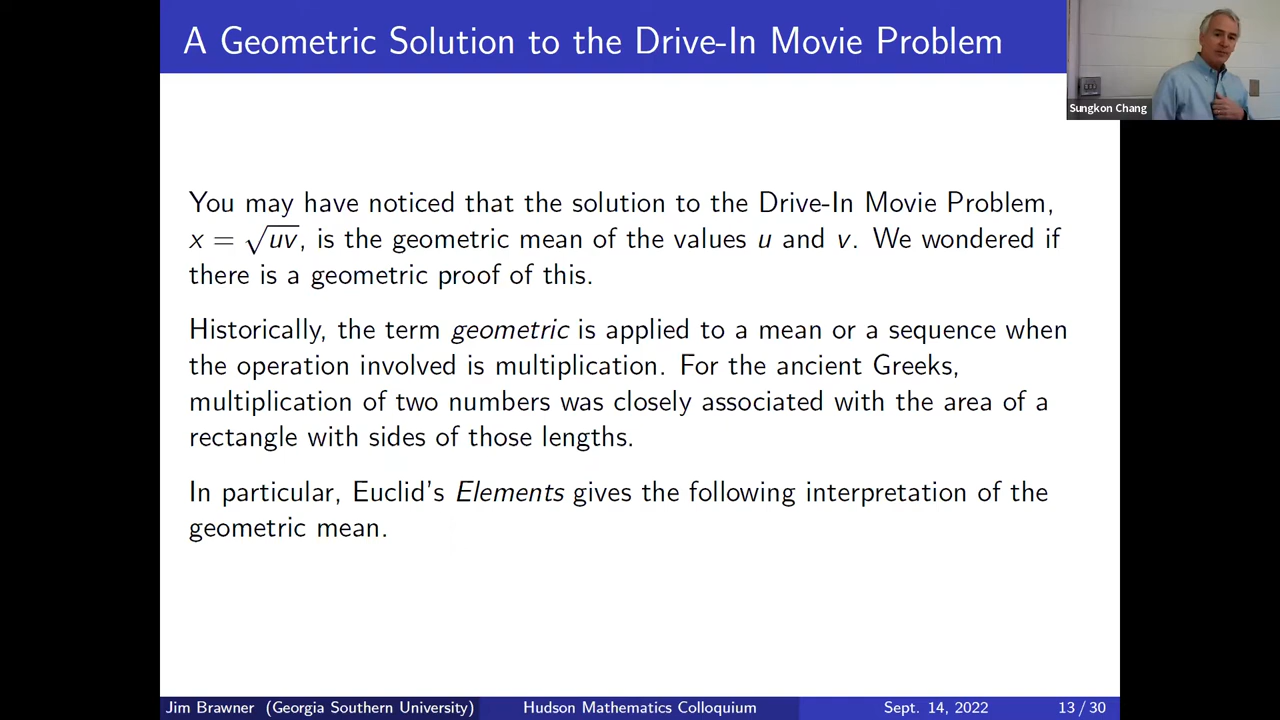 A Geometric Solution to the Drive-In Movie Problem
Sungkon Chang
You may have noticed that the solution to the Drive-In Movie Problem,
x = √uv, is the geometric mean of the values u and v. We wondered if
there is a geometric proof of this.
Historically, the term geometric is applied to a mean or a sequence when
the operation involved is multiplication. For the ancient Greeks,
multiplication of two numbers was closely associated with the area of a
rectangle with sides of those lengths.
In particular, Euclid's Elements gives the following interpretation of the
geometric mean.
Jim Brawner (Georgia Southern University) Hudson Mathematics Colloquium Sept. 14, 2022 13 / 30